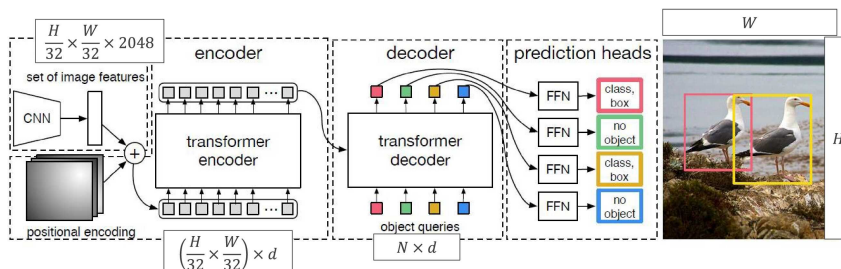 H/32 × W/32 × 2048
set of image features
CNN
+
positional encoding
encoder
...
transformer
encoder
...
(H/32 × W/32) × d
decoder
transformer
decoder
object queries
N × d
prediction heads
FFN
class,
box
FFN
no
object
FFN
class,
box
FFN
no
object
W
H